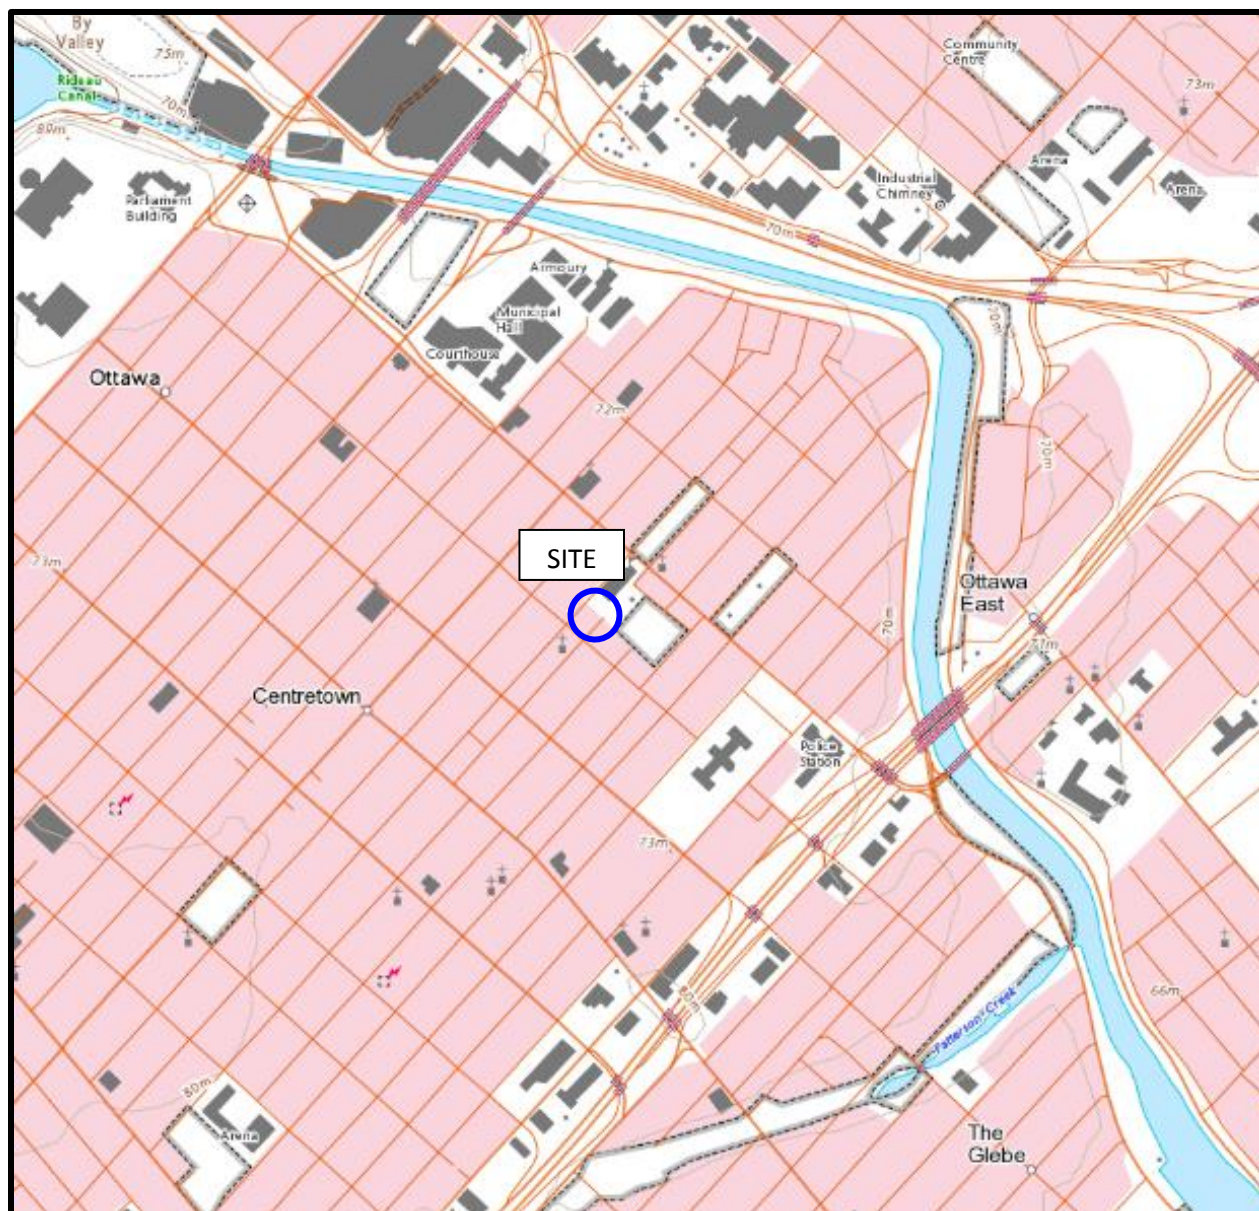 By
Valley
75m
Rideau
Canal
70m
80m
Community
Centre
73m
Arena
Industrial
Chimney
Arena
Parliament
Building
70m
Armoury
Municipal
Hall
Courthouse
70m
Ottawa
72m
70m
73m
SITE
Ottawa
East
70m
71m
Centretown
Police
Station
73m
80m
66m
Patterson Creek
80m
Arena
The
Glebe